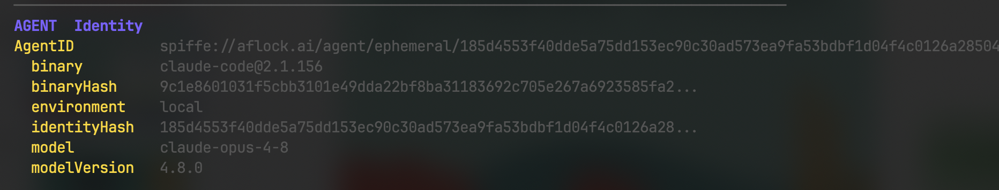 AGENT  Identity
AgentID          spiffe://aflock.ai/agent/ephemeral/185d4553f40dde5a75dd153ec90c30ad573ea9fa53bdbf1d04f4c0126a28504
  binary         claude-code@2.1.156
  binaryHash     9c1e8601031f5cbb3101e49dda22bf8ba31183692c705e267a6923585fa2...
  environment    local
  identityHash   185d4553f40dde5a75dd153ec90c30ad573ea9fa53bdbf1d04f4c0126a28...
  model          claude-opus-4-8
  modelVersion   4.8.0